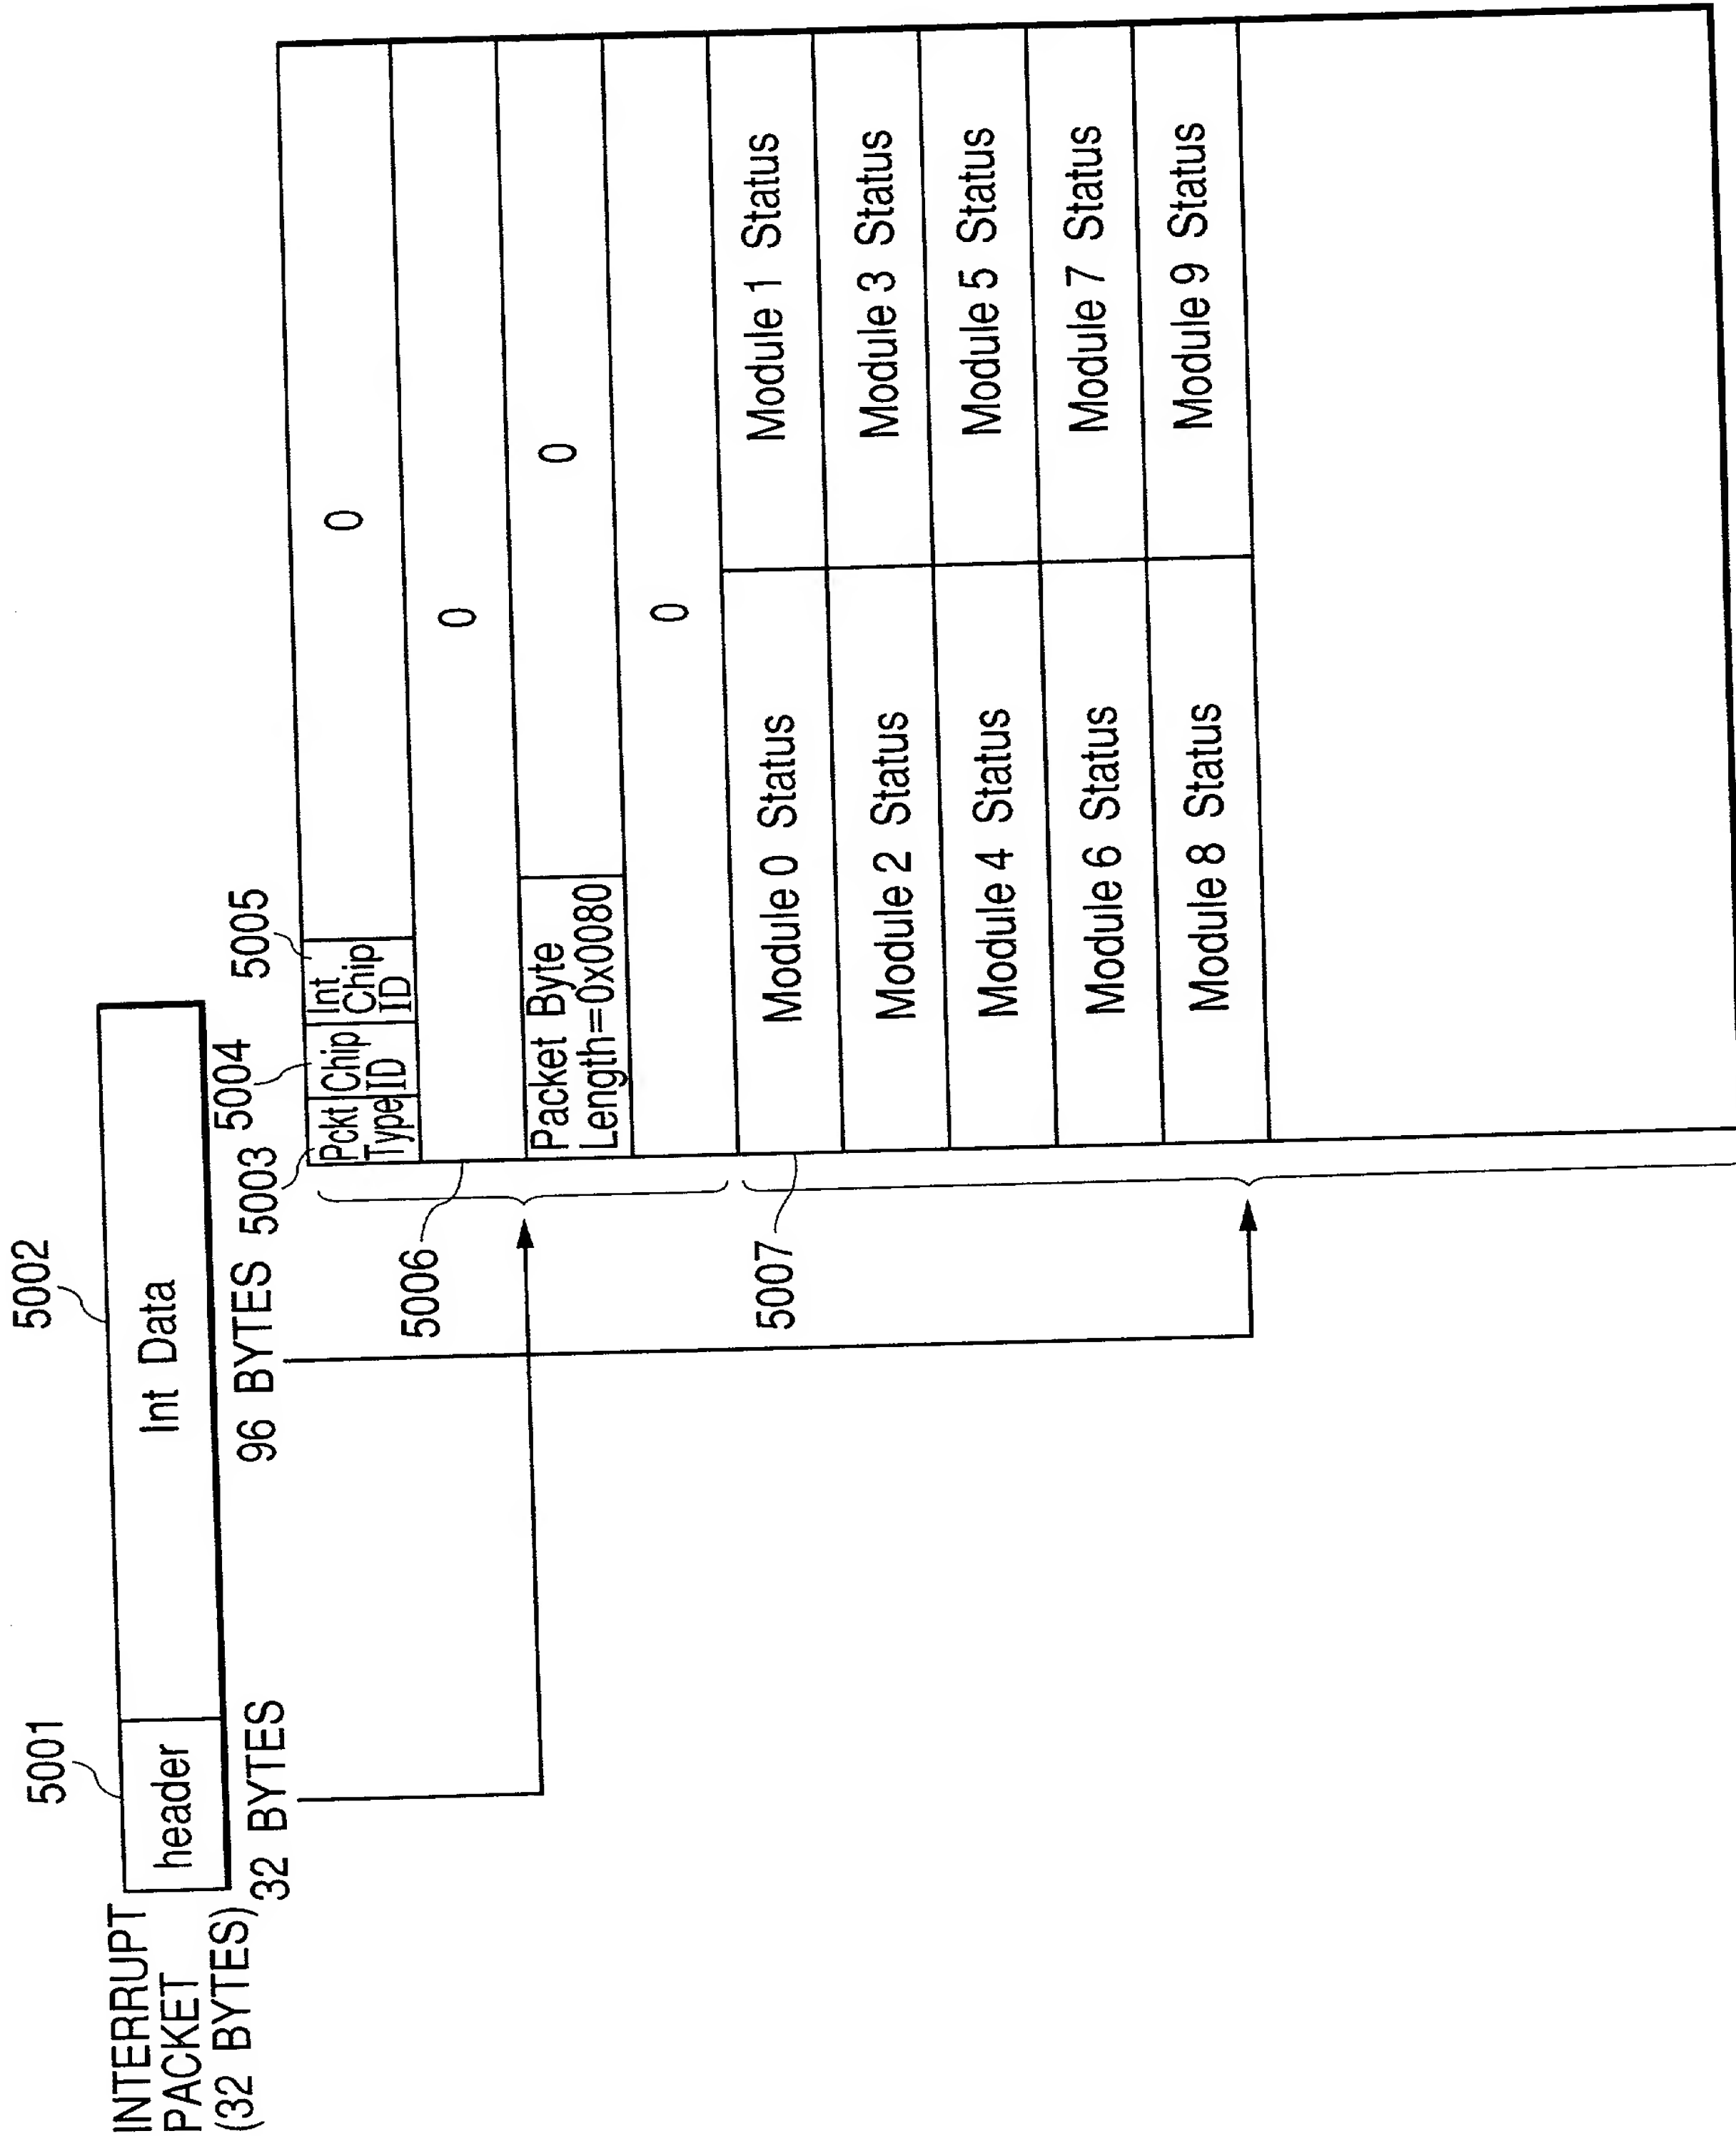 INTERRUPT
PACKET
(32 BYTES)
5001
5002
header
Int Data
32 BYTES
96 BYTES
5003
5004
5005
Pckt
Type
Chip
ID
Int
Chip
ID
0
5006
0
Packet Byte
Length=0x0080
0
0
5007
Module 0 Status
Module 1 Status
Module 2 Status
Module 3 Status
Module 4 Status
Module 5 Status
Module 6 Status
Module 7 Status
Module 8 Status
Module 9 Status